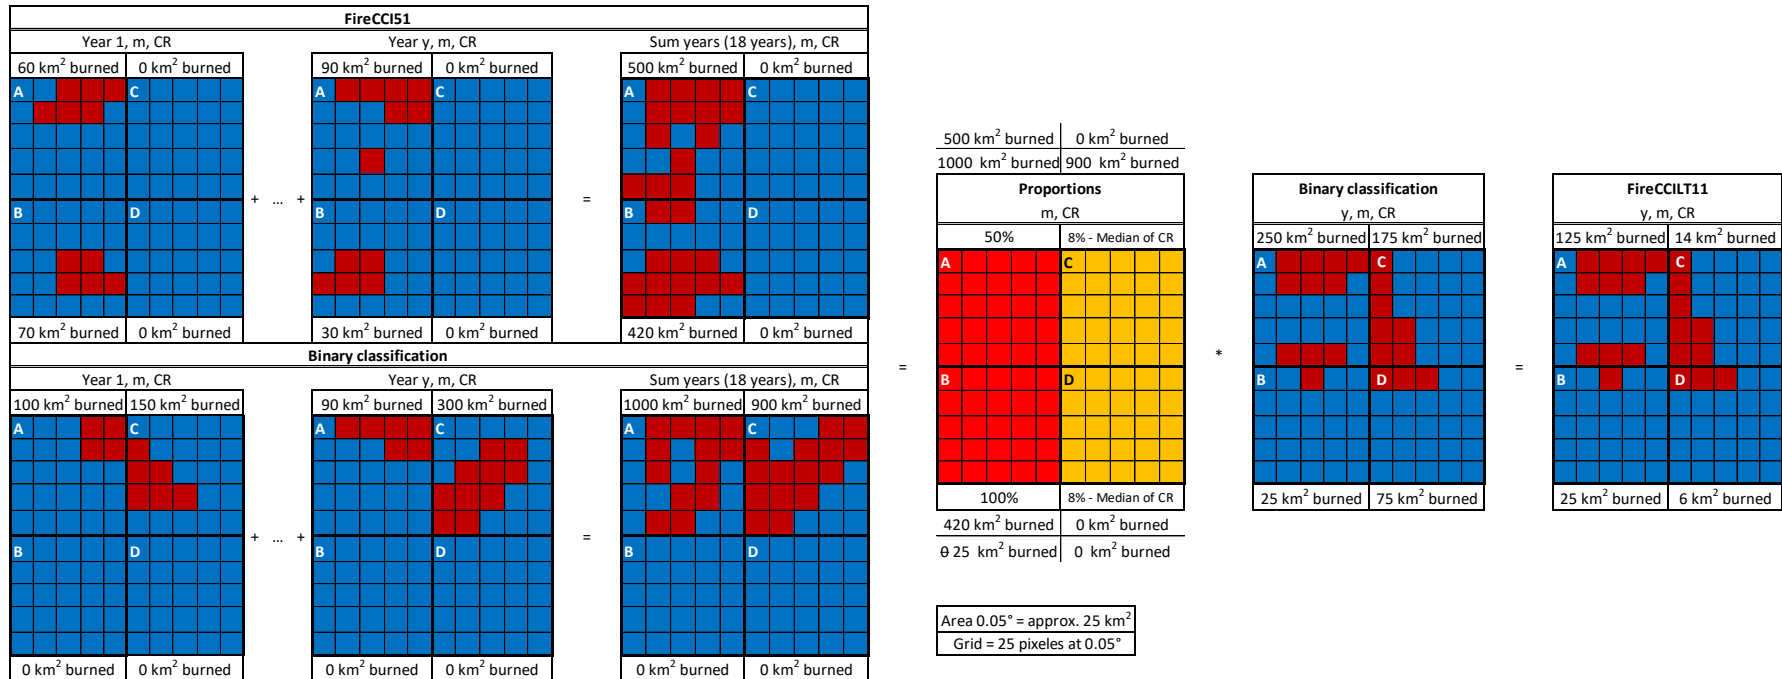 FireCCI51
Year 1, m, CR
Year y, m, CR
Sum years (18 years), m, CR
60 km² burned
0 km² burned
90 km² burned
0 km² burned
500 km² burned
0 km² burned
A
C
A
C
A
C
B
D
+ ... +
B
D
=
B
D
70 km² burned
0 km² burned
30 km² burned
0 km² burned
420 km² burned
0 km² burned
Binary classification
Year 1, m, CR
Year y, m, CR
Sum years (18 years), m, CR
100 km² burned
150 km² burned
90 km² burned
300 km² burned
1000 km² burned
900 km² burned
A
C
A
C
A
C
B
D
+ ... +
B
D
=
B
D
0 km² burned
0 km² burned
0 km² burned
0 km² burned
0 km² burned
0 km² burned
=
500 km² burned
0 km² burned
1000 km² burned
900 km² burned
Proportions
m, CR
50%
8% - Median of CR
A
C
B
D
100%
8% - Median of CR
420 km² burned
0 km² burned
0 25 km² burned
0 km² burned
*
Binary classification
y, m, CR
250 km² burned
175 km² burned
A
C
B
D
25 km² burned
75 km² burned
=
FireCCILT11
y, m, CR
125 km² burned
14 km² burned
A
C
B
D
25 km² burned
6 km² burned
Area 0.05° = approx. 25 km²
Grid = 25 pixeles at 0.05°